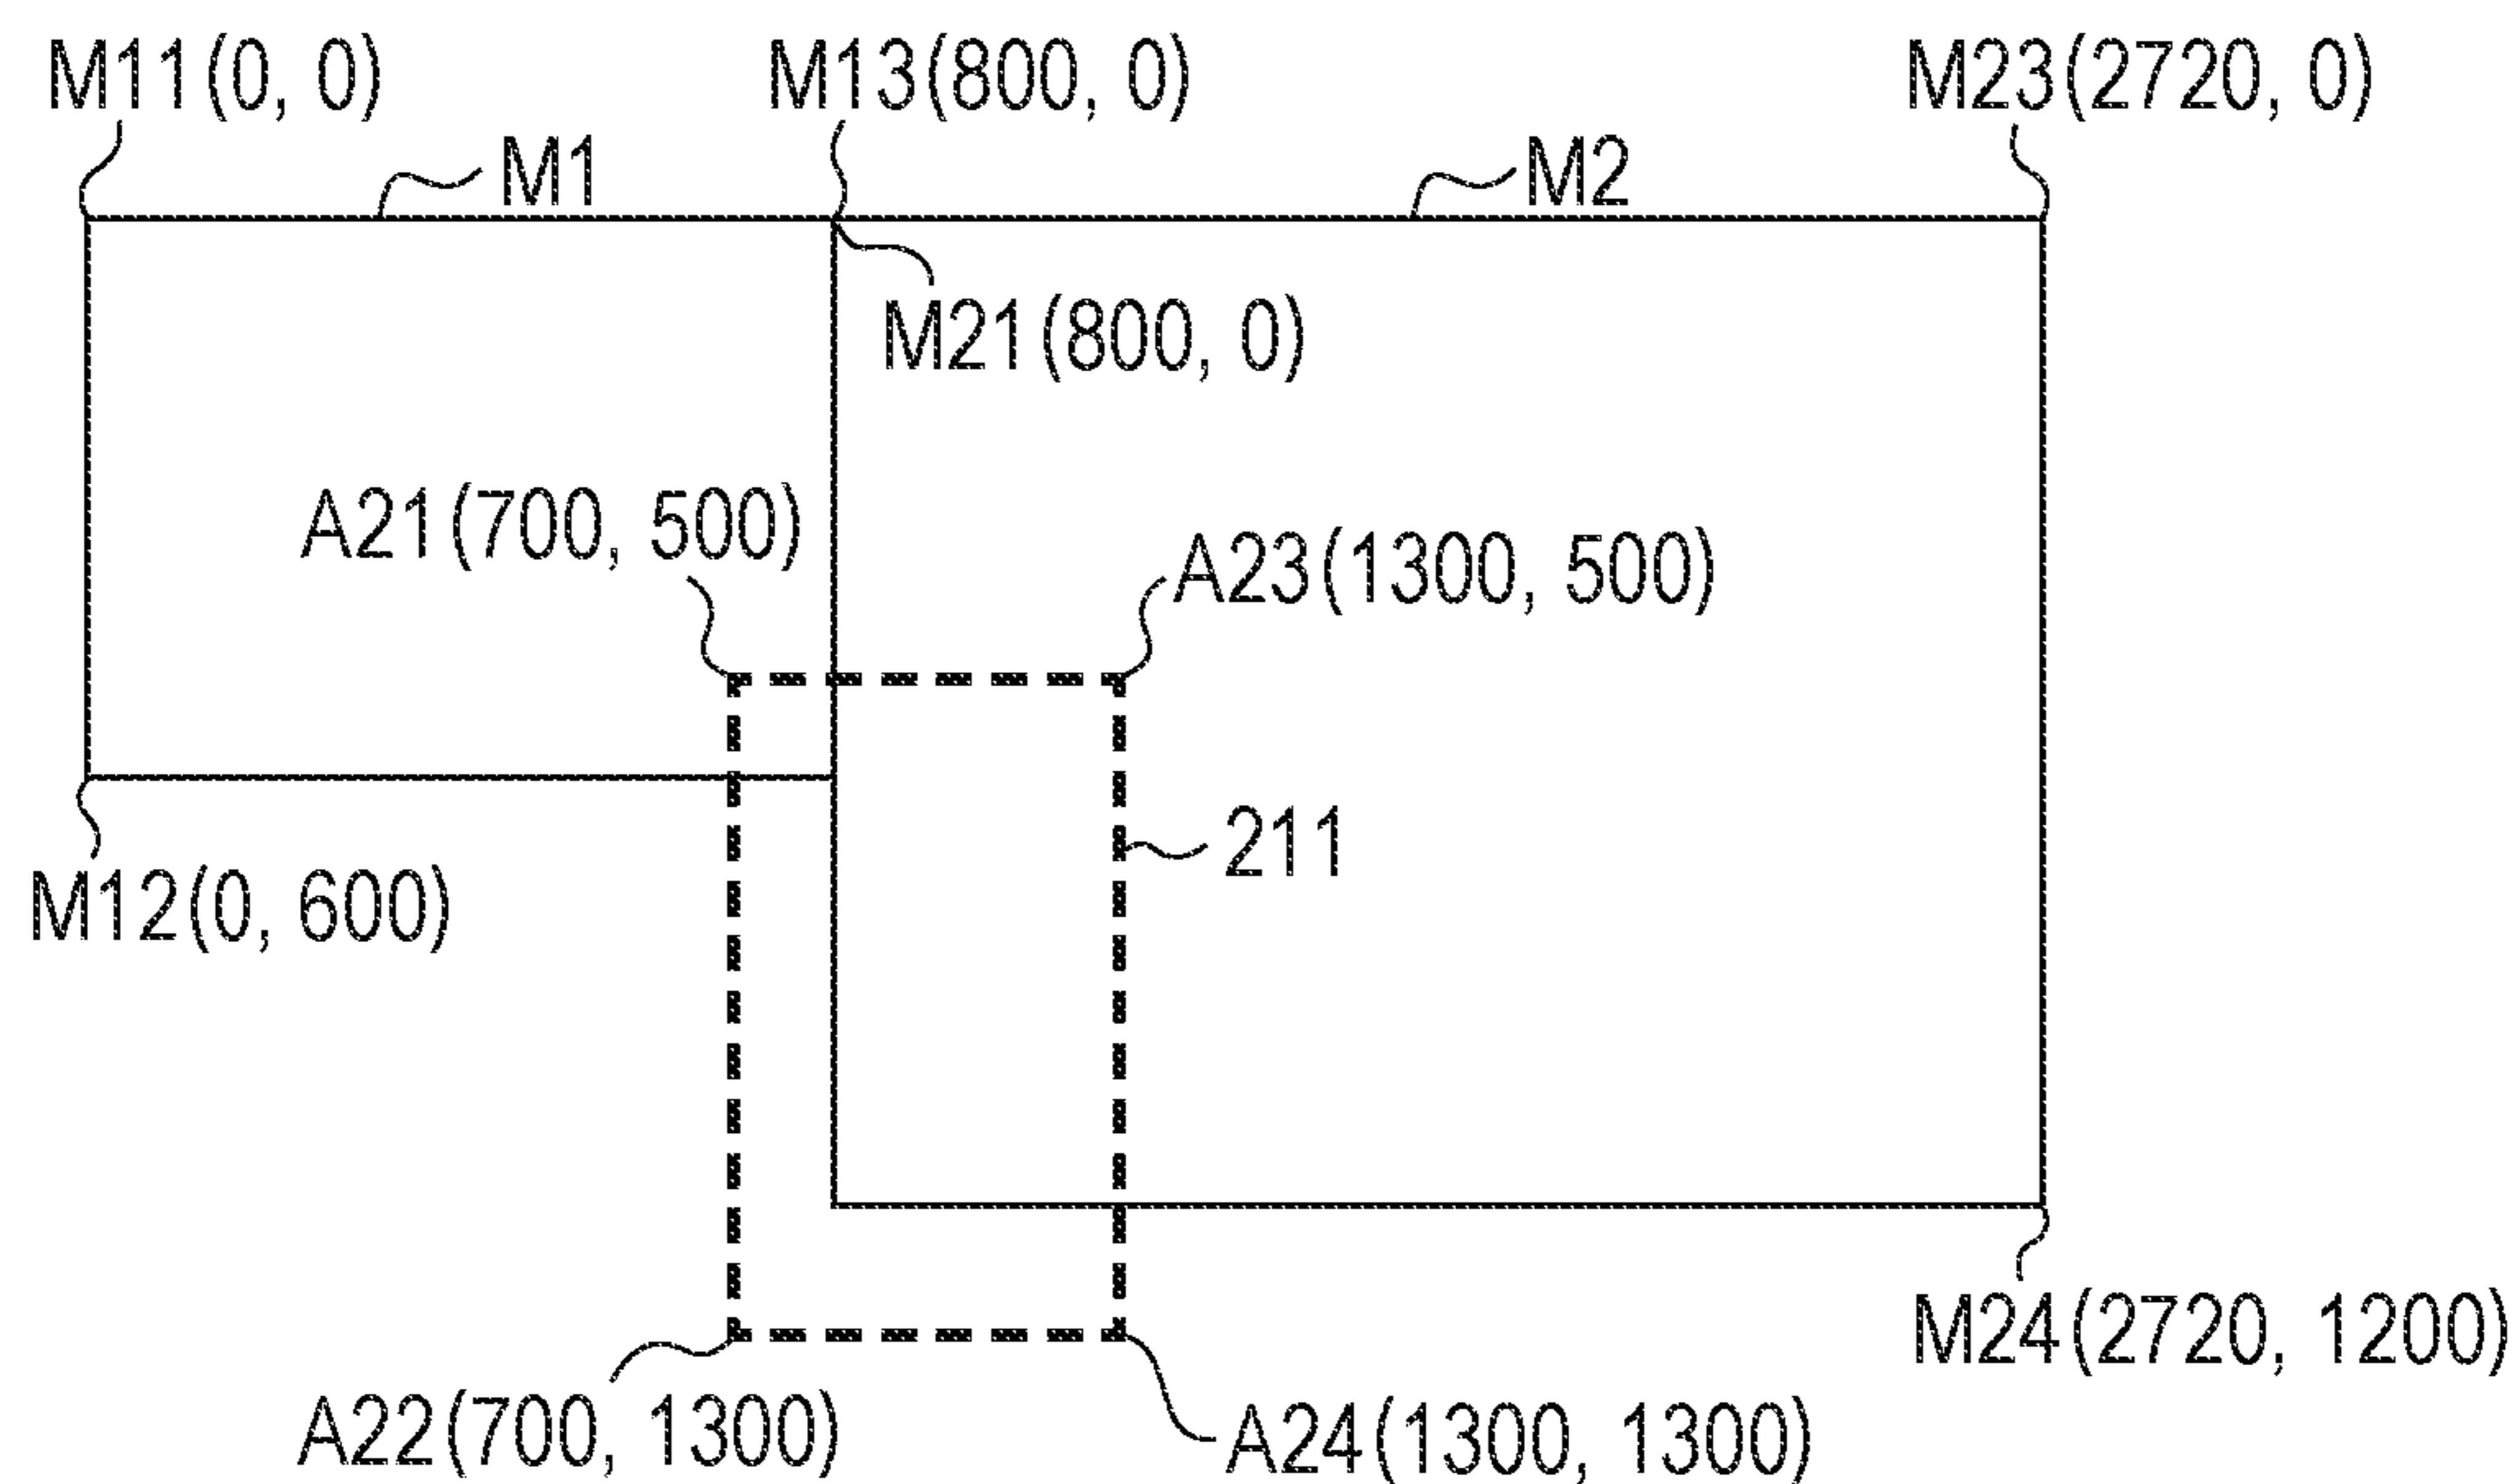 M11(0, 0)
M13(800, 0)
M23(2720, 0)
M1
M2
M21(800, 0)
A21(700, 500)
A23(1300, 500)
211
M12(0, 600)
M24(2720, 1200)
A22(700, 1300)
A24(1300, 1300)